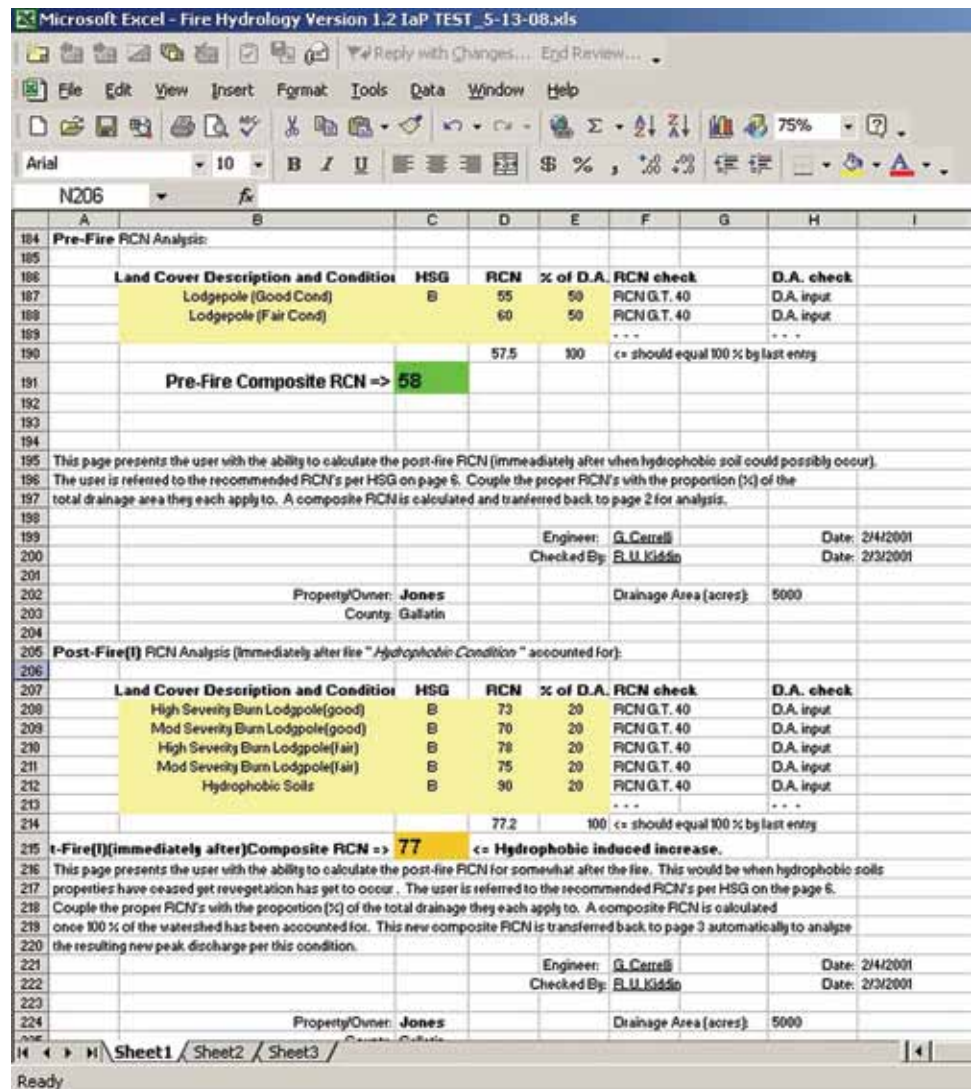 Microsoft Excel - Fire Hydrology Version 1.2 IaP TEST_5-13-08.xls
Reply with Changes... End Review...
File Edit View Insert Format Tools Data Window Help
75%
Arial 10 B I U $ % ,
N206 fx
A B C D E F G H I
184 Pre-Fire RCN Analysis:
185
186 Land Cover Description and Condition HSG RCN % of D.A. RCN check D.A. check
187 Lodgepole (Good Cond) B 55 50 RCN G.T. 40 D.A. input
188 Lodgepole (Fair Cond) 60 50 RCN G.T. 40 D.A. input
189 - - - - - -
190 57.5 100 <= should equal 100 % by last entry
191 Pre-Fire Composite RCN => 58
192
193
194
195 This page presents the user with the ability to calculate the post-fire RCN (immeadiately after when hydrophobic soil could possibly occur).
196 The user is referred to the recommended RCN's per HSG on page 6. Couple the proper RCN's with the proportion (%) of the
197 total drainage area they each apply to. A composite RCN is calculated and tranferred back to page 2 for analysis.
198
199 Engineer: G. Cerrelli Date: 2/4/2001
200 Checked By: R. U. Kiddin Date: 2/3/2001
201
202 Property/Owner: Jones Drainage Area (acres): 5000
203 County: Gallatin
204
205 Post-Fire(I) RCN Analysis (Immediately after fire " Hydrophobic Condition " accounted for):
206
207 Land Cover Description and Condition HSG RCN % of D.A. RCN check D.A. check
208 High Severity Burn Lodgpole(good) B 73 20 RCN G.T. 40 D.A. input
209 Mod Severity Burn Lodgpole(good) B 70 20 RCN G.T. 40 D.A. input
210 High Severity Burn Lodgpole(fair) B 78 20 RCN G.T. 40 D.A. input
211 Mod Severity Burn Lodgpole(fair) B 75 20 RCN G.T. 40 D.A. input
212 Hydrophobic Soils B 90 20 RCN G.T. 40 D.A. input
213 - - - - - -
214 77.2 100 <= should equal 100 % by last entry
215 t-Fire(I)(immediately after)Composite RCN => 77 <= Hydrophobic induced increase.
216 This page presents the user with the ability to calculate the post-fire RCN for somewhat after the fire. This would be when hydrophobic soils
217 properties have ceased yet revegetation has yet to occur . The user is referred to the recommended RCN's per HSG on the page 6.
218 Couple the proper RCN's with the proportion (%) of the total drainage they each apply to. A composite RCN is calculated
219 once 100 % of the watershed has been accounted for. This new composite RCN is transferred back to page 3 automatically to analyze
220 the resulting new peak discharge per this condition.
221 Engineer: G. Cerrelli Date: 2/4/2001
222 Checked By: R. U. Kiddin Date: 2/3/2001
223
224 Property/Owner: Jones Drainage Area (acres): 5000
Sheet1 / Sheet2 / Sheet3 /
Ready